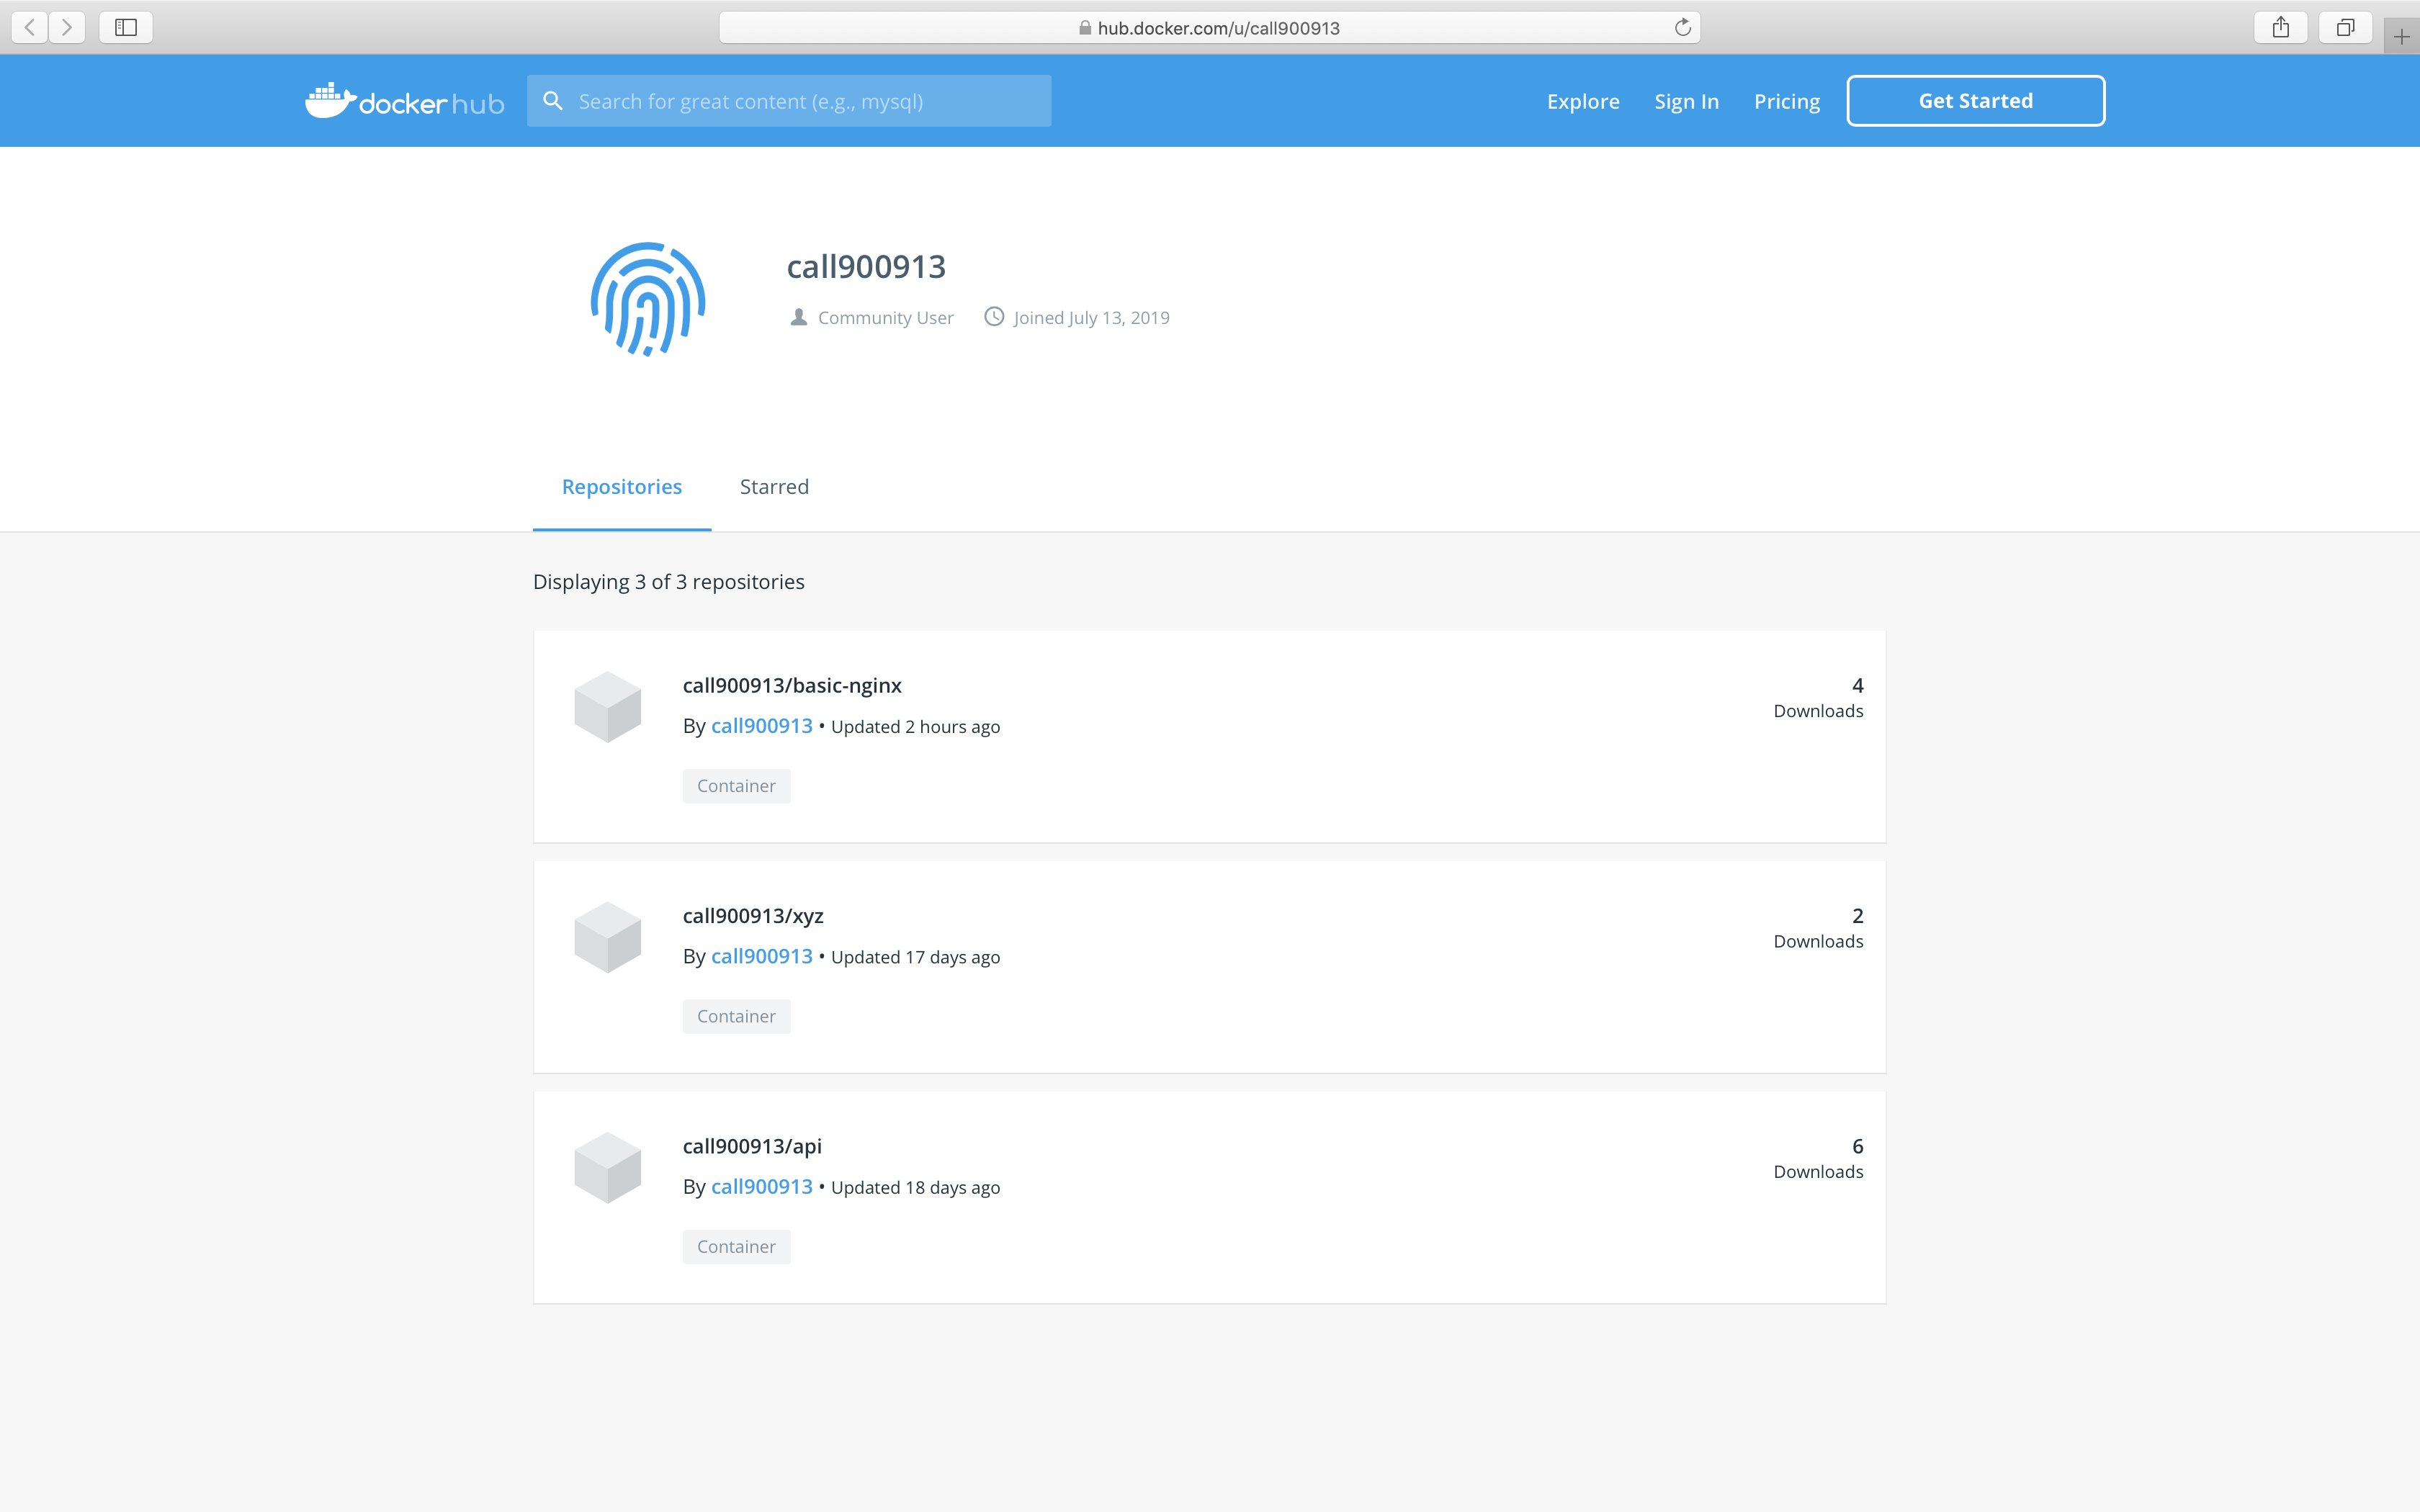 hub.docker.com/u/call900913
docker hub
Search for great content (e.g., mysql)
Explore Sign In Pricing Get Started
call900913
Community User Joined July 13, 2019
Repositories Starred
Displaying 3 of 3 repositories
call900913/basic-nginx 4
By call900913 • Updated 2 hours ago Downloads
Container
call900913/xyz 2
By call900913 • Updated 17 days ago Downloads
Container
call900913/api 6
By call900913 • Updated 18 days ago Downloads
Container